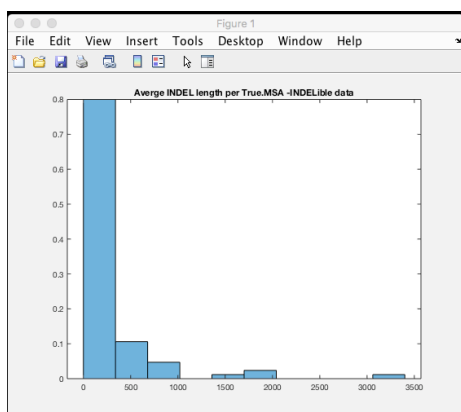 Figure 1
File Edit View Insert Tools Desktop Window Help
Averge INDEL length per True.MSA -INDELible data
0.8
0.7
0.6
0.5
0.4
0.3
0.2
0.1
0
0 500 1000 1500 2000 2500 3000 3500